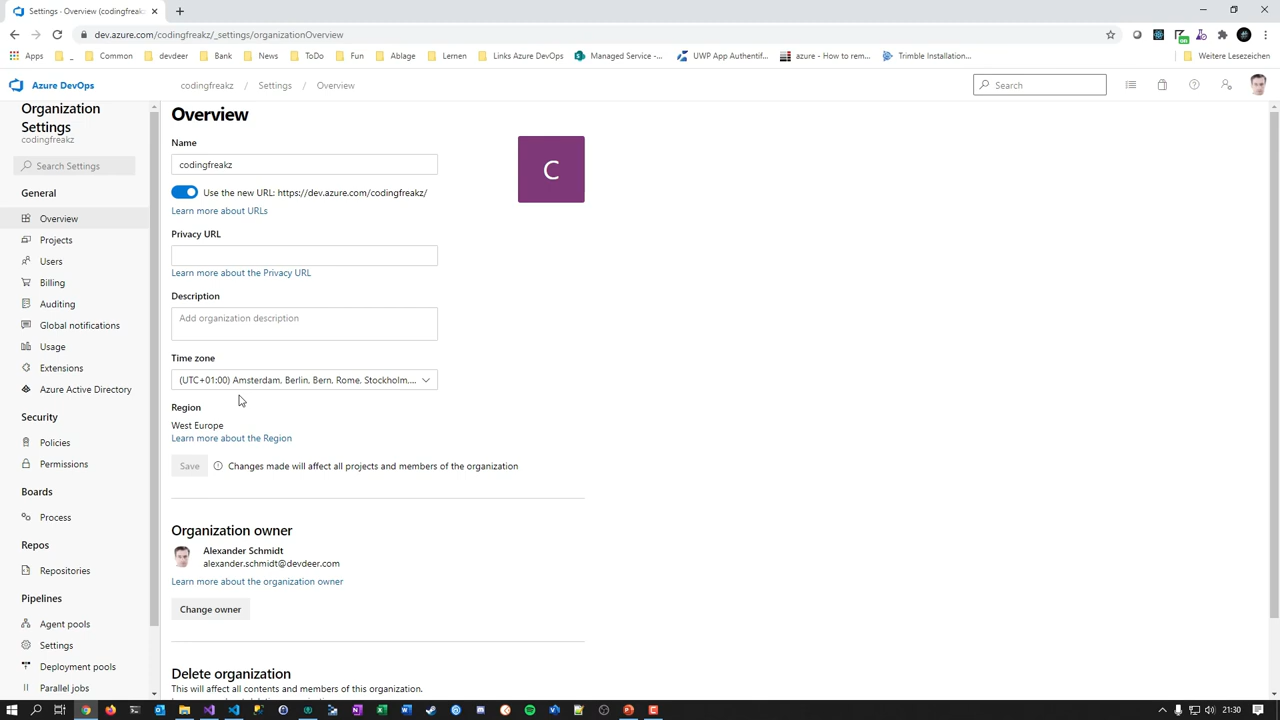 Settings - Overview (codingfreakz
dev.azure.com/codingfreakz/_settings/organizationOverview
Apps
_
Common
devdeer
Bank
News
ToDo
Fun
Ablage
Lernen
Links Azure DevOps
Managed Service -...
UWP App Authentif...
azure - How to rem...
Trimble Installation...
Weitere Lesezeichen
Azure DevOps
codingfreakz / Settings / Overview
Search
Organization
Settings
codingfreakz
Search Settings
General
Overview
Projects
Users
Billing
Auditing
Global notifications
Usage
Extensions
Azure Active Directory
Security
Policies
Permissions
Boards
Process
Repos
Repositories
Pipelines
Agent pools
Settings
Deployment pools
Parallel jobs
Overview
Name
codingfreakz
C
Use the new URL: https://dev.azure.com/codingfreakz/
Learn more about URLs
Privacy URL
Learn more about the Privacy URL
Description
Add organization description
Time zone
(UTC+01:00) Amsterdam, Berlin, Bern, Rome, Stockholm,...
Region
West Europe
Learn more about the Region
Save
Changes made will affect all projects and members of the organization
Organization owner
Alexander Schmidt
alexander.schmidt@devdeer.com
Learn more about the organization owner
Change owner
Delete organization
This will affect all contents and members of this organization.
21:30